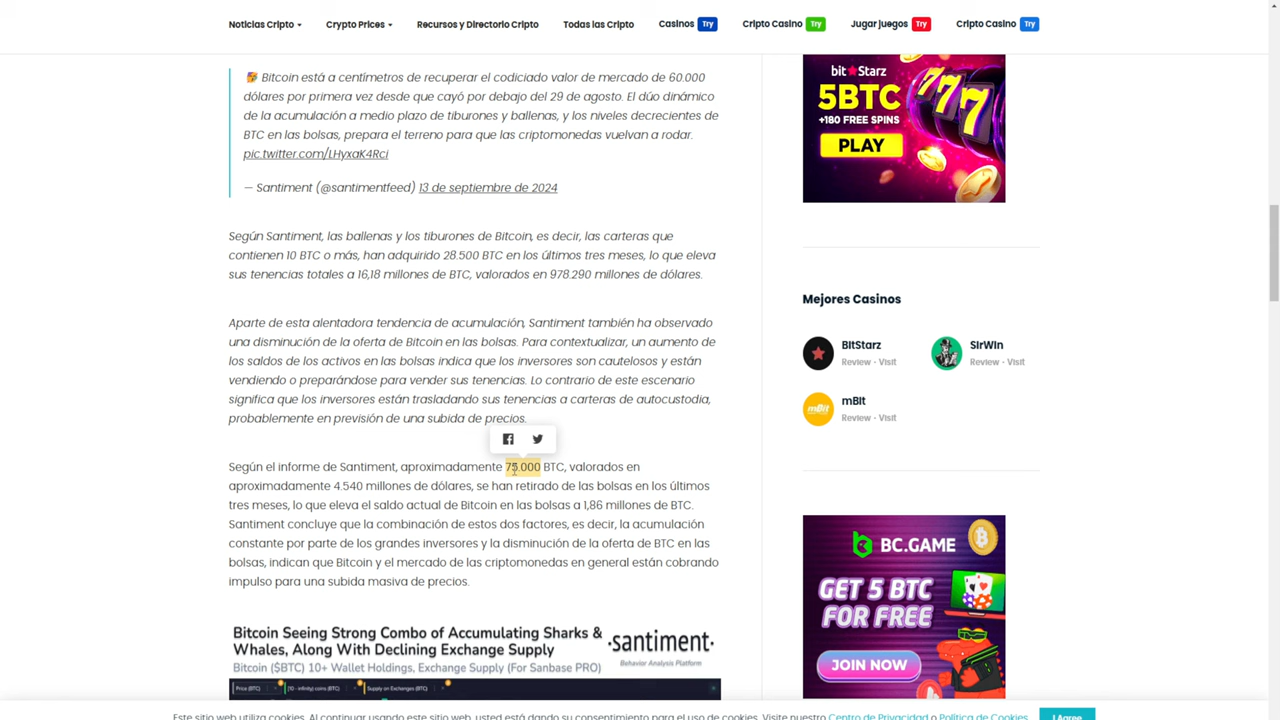 Noticias Cripto
Crypto Prices
Recursos y Directorio Cripto
Todas las Cripto
Casinos Try
Cripto Casino Try
Jugar juegos Try
Cripto Casino Try
Bitcoin está a centímetros de recuperar el codiciado valor de mercado de 60.000
dólares por primera vez desde que cayó por debajo del 29 de agosto. El dúo dinámico
de la acumulación a medio plazo de tiburones y ballenas, y los niveles decrecientes de
BTC en las bolsas, prepara el terreno para que las criptomonedas vuelvan a rodar.
pic.twitter.com/LHyxaK4Rci
— Santiment (@santimentfeed) 13 de septiembre de 2024
Según Santiment, las ballenas y los tiburones de Bitcoin, es decir, las carteras que
contienen 10 BTC o más, han adquirido 28.500 BTC en los últimos tres meses, lo que eleva
sus tenencias totales a 16,18 millones de BTC, valorados en 978.290 millones de dólares.
Aparte de esta alentadora tendencia de acumulación, Santiment también ha observado
una disminución de la oferta de Bitcoin en las bolsas. Para contextualizar, un aumento de
los saldos de los activos en las bolsas indica que los inversores son cautelosos y están
vendiendo o preparándose para vender sus tenencias. Lo contrario de este escenario
significa que los inversores están trasladando sus tenencias a carteras de autocustodia,
probablemente en previsión de una subida de precios.
Según el informe de Santiment, aproximadamente 75.000 BTC, valorados en
aproximadamente 4.540 millones de dólares, se han retirado de las bolsas en los últimos
tres meses, lo que eleva el saldo actual de Bitcoin en las bolsas a 1,86 millones de BTC.
Santiment concluye que la combinación de estos dos factores, es decir, la acumulación
constante por parte de los grandes inversores y la disminución de la oferta de BTC en las
bolsas, indican que Bitcoin y el mercado de las criptomonedas en general están cobrando
impulso para una subida masiva de precios.
Bitcoin Seeing Strong Combo of Accumulating Sharks &
Whales, Along With Declining Exchange Supply
Bitcoin ($BTC) 10+ Wallet Holdings, Exchange Supply (For Sanbase PRO)
·santiment·
Behavior Analysis Platform
Price (BTC)
[10 - infinity) coins (BTC)
Supply on Exchanges (BTC)
bitStarz
5BTC
+180 FREE SPINS
PLAY
777
Mejores Casinos
BitStarz
Review - Visit
SirWin
Review - Visit
mBit
mBit
Review - Visit
BC.GAME
GET 5 BTC
FOR FREE
JOIN NOW
Este sitio web utiliza cookies. Al continuar usando este sitio web, usted está dando su consentimiento para el uso de cookies. Visite nuestro Centro de Privacidad o Política de Cookies.
I Agree